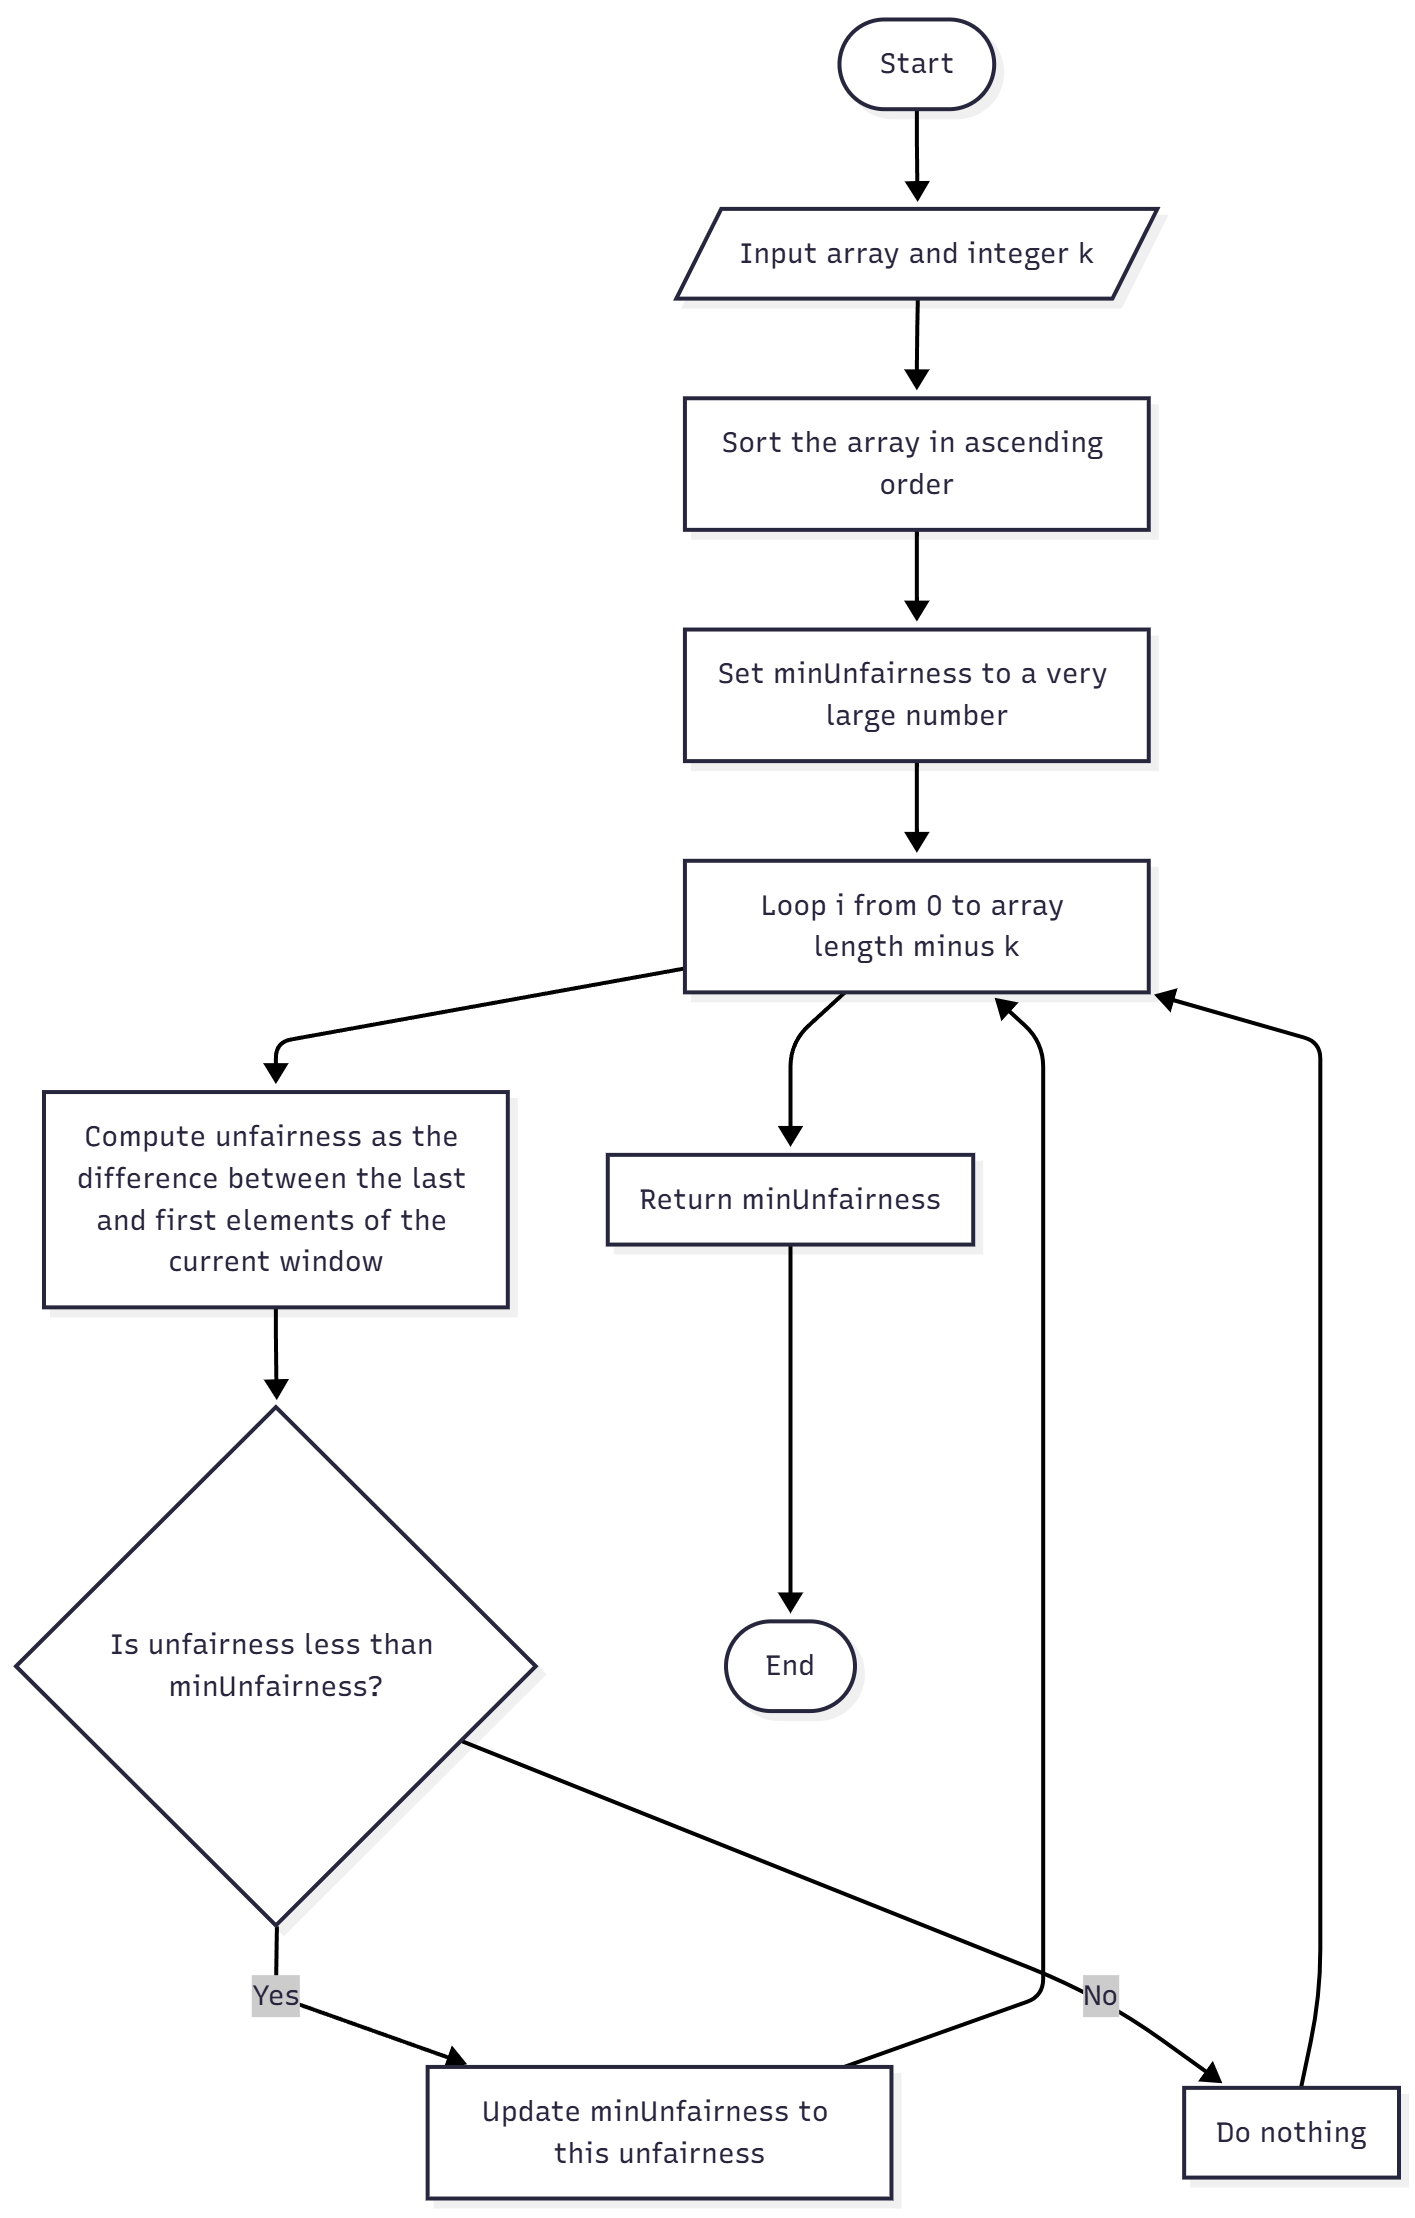 Start
Input array and integer k
Sort the array in ascending
order
Set minUnfairness to a very
large number
Loop i from 0 to array
length minus k
Compute unfairness as the
difference between the last
and first elements of the
current window
Return minUnfairness
Is unfairness less than
minUnfairness?
End
Yes
No
Update minUnfairness to
this unfairness
Do nothing